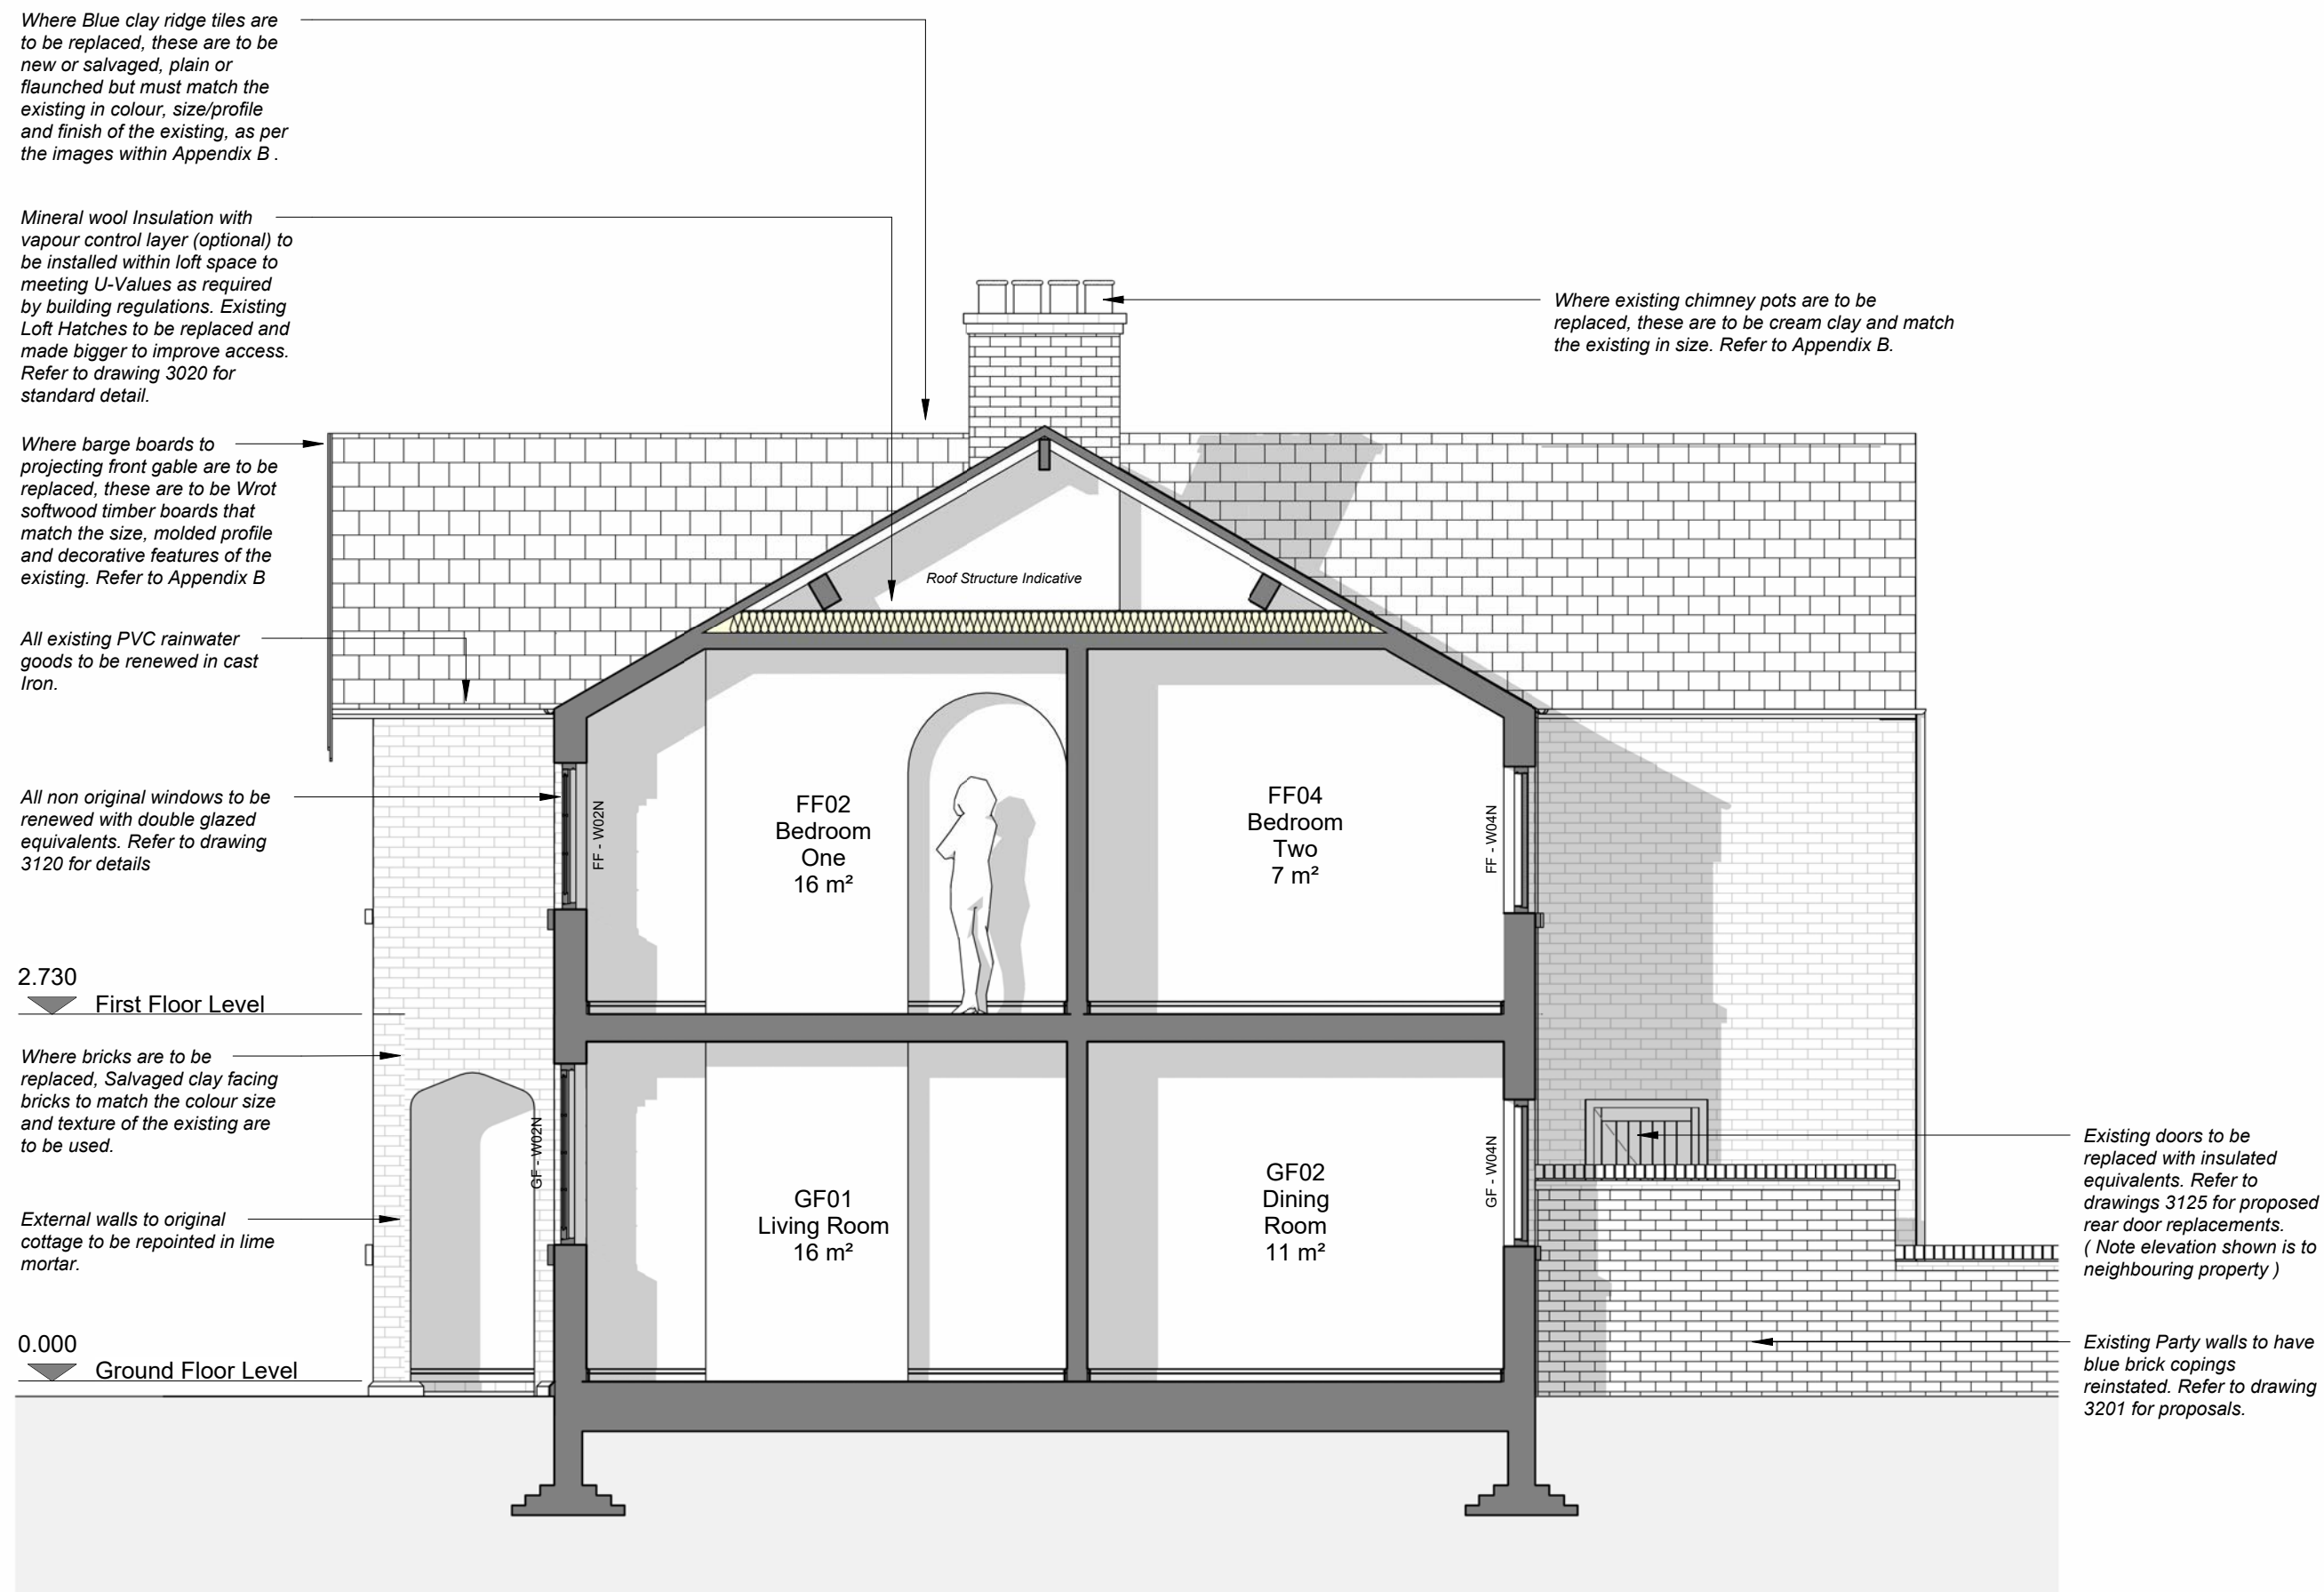 Where Blue clay ridge tiles are
to be replaced, these are to be
new or salvaged, plain or
flaunched but must match the
existing in colour, size/profile
and finish of the existing, as per
the images within Appendix B .
Mineral wool Insulation with
vapour control layer (optional) to
be installed within loft space to
meeting U-Values as required
by building regulations. Existing
Loft Hatches to be replaced and
made bigger to improve access.
Refer to drawing 3020 for
standard detail.
Where existing chimney pots are to be
replaced, these are to be cream clay and match
the existing in size. Refer to Appendix B.
Where barge boards to
projecting front gable are to be
replaced, these are to be Wrot
softwood timber boards that
match the size, molded profile
and decorative features of the
existing. Refer to Appendix B
Roof Structure Indicative
All existing PVC rainwater
goods to be renewed in cast
Iron.
All non original windows to be
renewed with double glazed
equivalents. Refer to drawing
3120 for details
FF - W02N
FF02
Bedroom
One
16 m²
FF04
Bedroom
Two
7 m²
FF - W04N
2.730
First Floor Level
Where bricks are to be
replaced, Salvaged clay facing
bricks to match the colour size
and texture of the existing are
to be used.
External walls to original
cottage to be repointed in lime
mortar.
GF - W02N
GF01
Living Room
16 m²
GF02
Dining
Room
11 m²
GF - W04N
Existing doors to be
replaced with insulated
equivalents. Refer to
drawings 3125 for proposed
rear door replacements.
( Note elevation shown is to
neighbouring property )
0.000
Ground Floor Level
Existing Party walls to have
blue brick copings
reinstated. Refer to drawing
3201 for proposals.